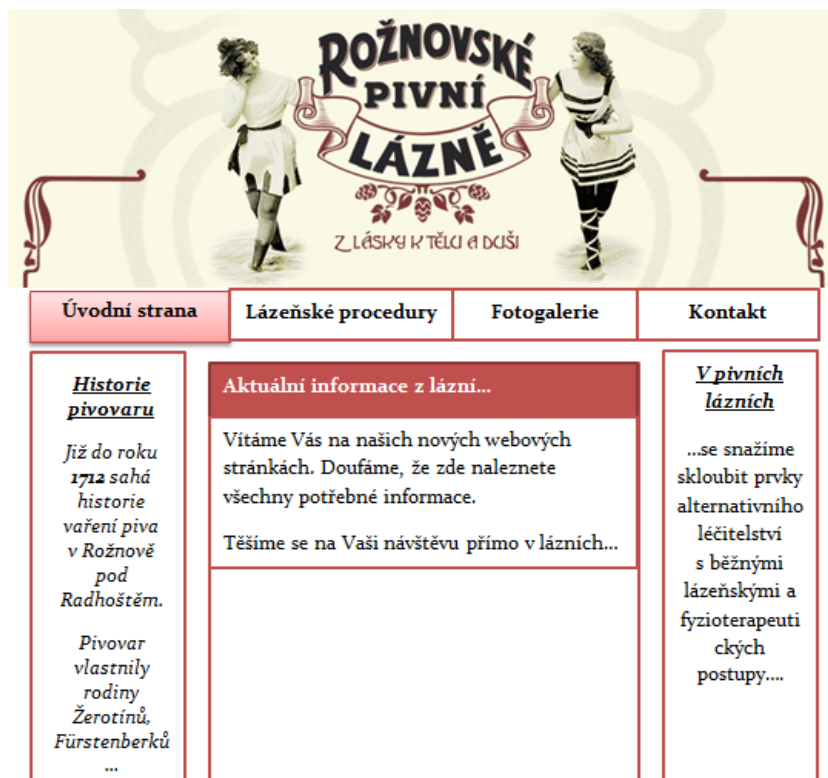 ROŽNOVSKÉ
PIVNÍ
LÁZNĚ
Z LÁSKY K TĚLU A DUŠI
Úvodní strana
Lázeňské procedury
Fotogalerie
Kontakt
Historie
pivovaru
Již do roku
1712 sahá
historie
vaření piva
v Rožnově
pod
Radhoštěm.
Pivovar
vlastnily
rodiny
Žerotínů,
Fürstenberků
...
Aktuální informace z lázní...
Vítáme Vás na našich nových webových
stránkách. Doufáme, že zde naleznete
všechny potřebné informace.
Těšíme se na Vaši návštěvu přímo v lázních...
V pivních
lázních
...se snažíme
skloubit prvky
alternativního
léčitelství
s běžnými
lázeňskými a
fyzioterapeuti
ckých
postupy....